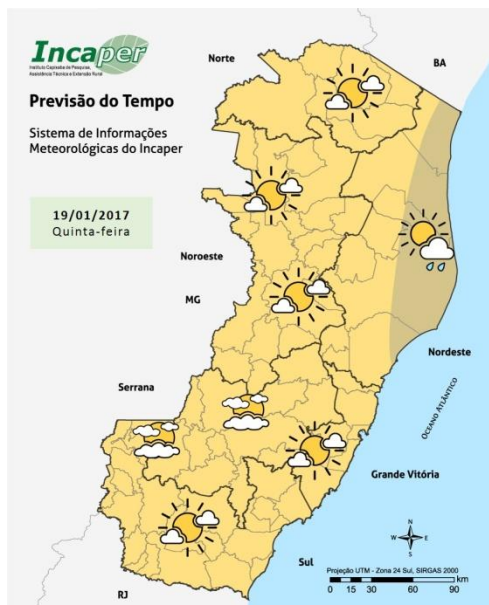 Incaper
Instituto Capixaba de Pesquisa,
Assistência Técnica e Extensão Rural
Previsão do Tempo
Sistema de Informações
Meteorológicas do Incaper
19/01/2017
Quinta-feira
Norte
BA
Noroeste
MG
Nordeste
Serrana
OCEANO ATLÂNTICO
Grande Vitória
N
W
E
S
Sul
RJ
Projeção UTM - Zona 24 Sul, SIRGAS 2000
km
0 15 30 60 90